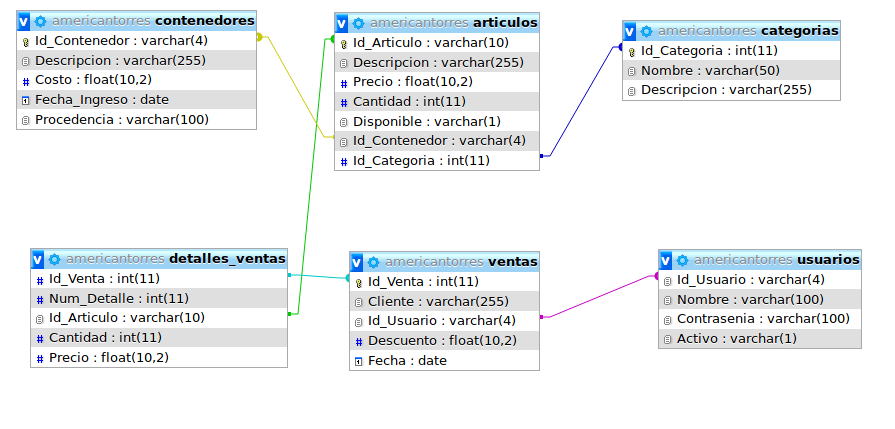 americantorres contenedores
Id_Contenedor : varchar(4)
Descripcion : varchar(255)
Costo : float(10,2)
Fecha_Ingreso : date
Procedencia : varchar(100)
americantorres articulos
Id_Articulo : varchar(10)
Descripcion : varchar(255)
Precio : float(10,2)
Cantidad : int(11)
Disponible : varchar(1)
Id_Contenedor : varchar(4)
Id_Categoria : int(11)
americantorres categorias
Id_Categoria : int(11)
Nombre : varchar(50)
Descripcion : varchar(255)
americantorres detalles_ventas
Id_Venta : int(11)
Num_Detalle : int(11)
Id_Articulo : varchar(10)
Cantidad : int(11)
Precio : float(10,2)
americantorres ventas
Id_Venta : int(11)
Cliente : varchar(255)
Id_Usuario : varchar(4)
Descuento : float(10,2)
Fecha : date
americantorres usuarios
Id_Usuario : varchar(4)
Nombre : varchar(100)
Contrasenia : varchar(100)
Activo : varchar(1)